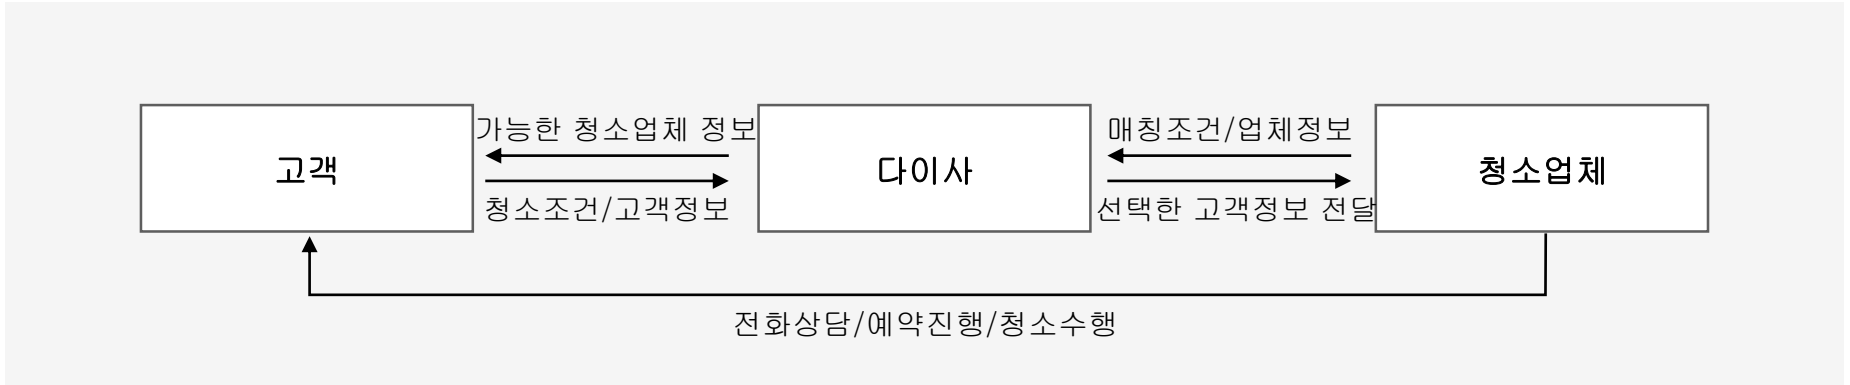 가능한 청소업체 정보
매칭조건/업체정보
고객
다이사
청소업체
청소조건/고객정보
선택한 고객정보 전달
전화상담/예약진행/청소수행